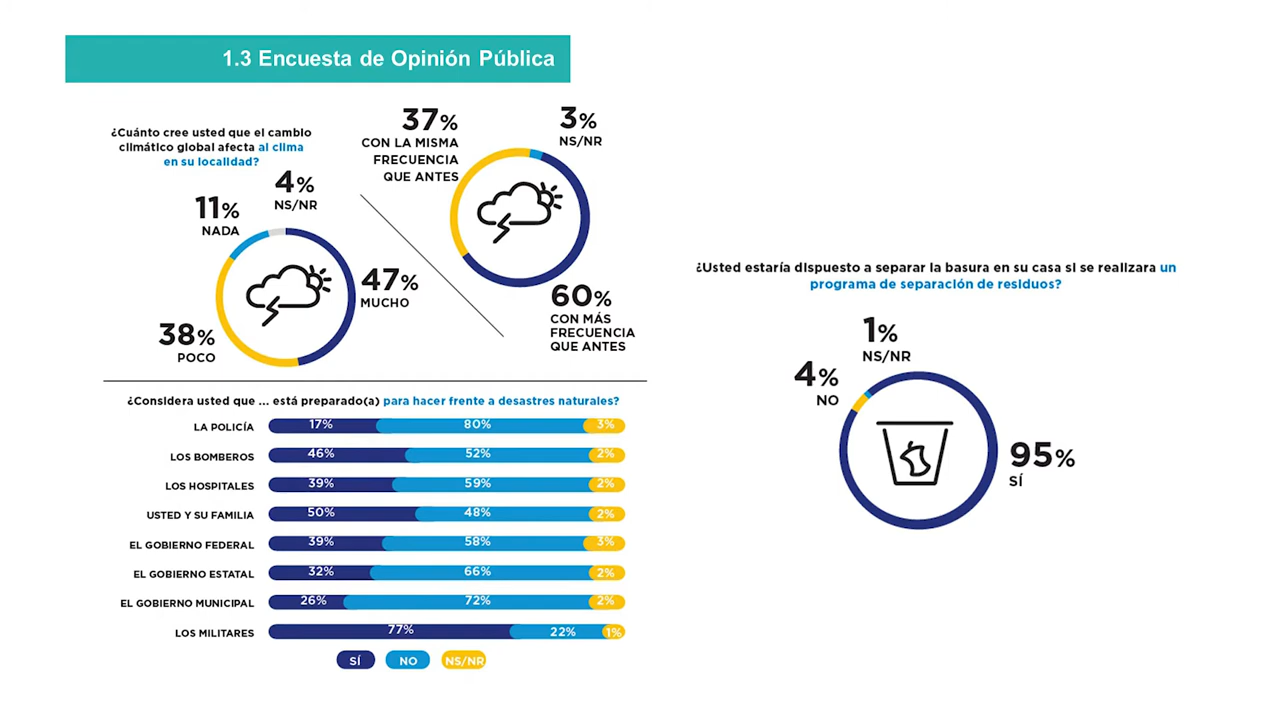 1.3 Encuesta de Opinión Pública
¿Cuánto cree usted que el cambio
climático global afecta al clima
en su localidad?
4%
NS/NR
11%
NADA
47%
MUCHO
38%
POCO
37%
CON LA MISMA
FRECUENCIA
QUE ANTES
3%
NS/NR
60%
CON MÁS
FRECUENCIA
QUE ANTES
¿Considera usted que ... está preparado(a) para hacer frente a desastres naturales?
LA POLICÍA 17% 80% 3%
LOS BOMBEROS 46% 52% 2%
LOS HOSPITALES 39% 59% 2%
USTED Y SU FAMILIA 50% 48% 2%
EL GOBIERNO FEDERAL 39% 58% 3%
EL GOBIERNO ESTATAL 32% 66% 2%
EL GOBIERNO MUNICIPAL 26% 72% 2%
LOS MILITARES 77% 22% 1%
SÍ NO NS/NR
¿Usted estaría dispuesto a separar la basura en su casa si se realizara un
programa de separación de residuos?
1%
NS/NR
4%
NO
95%
SÍ